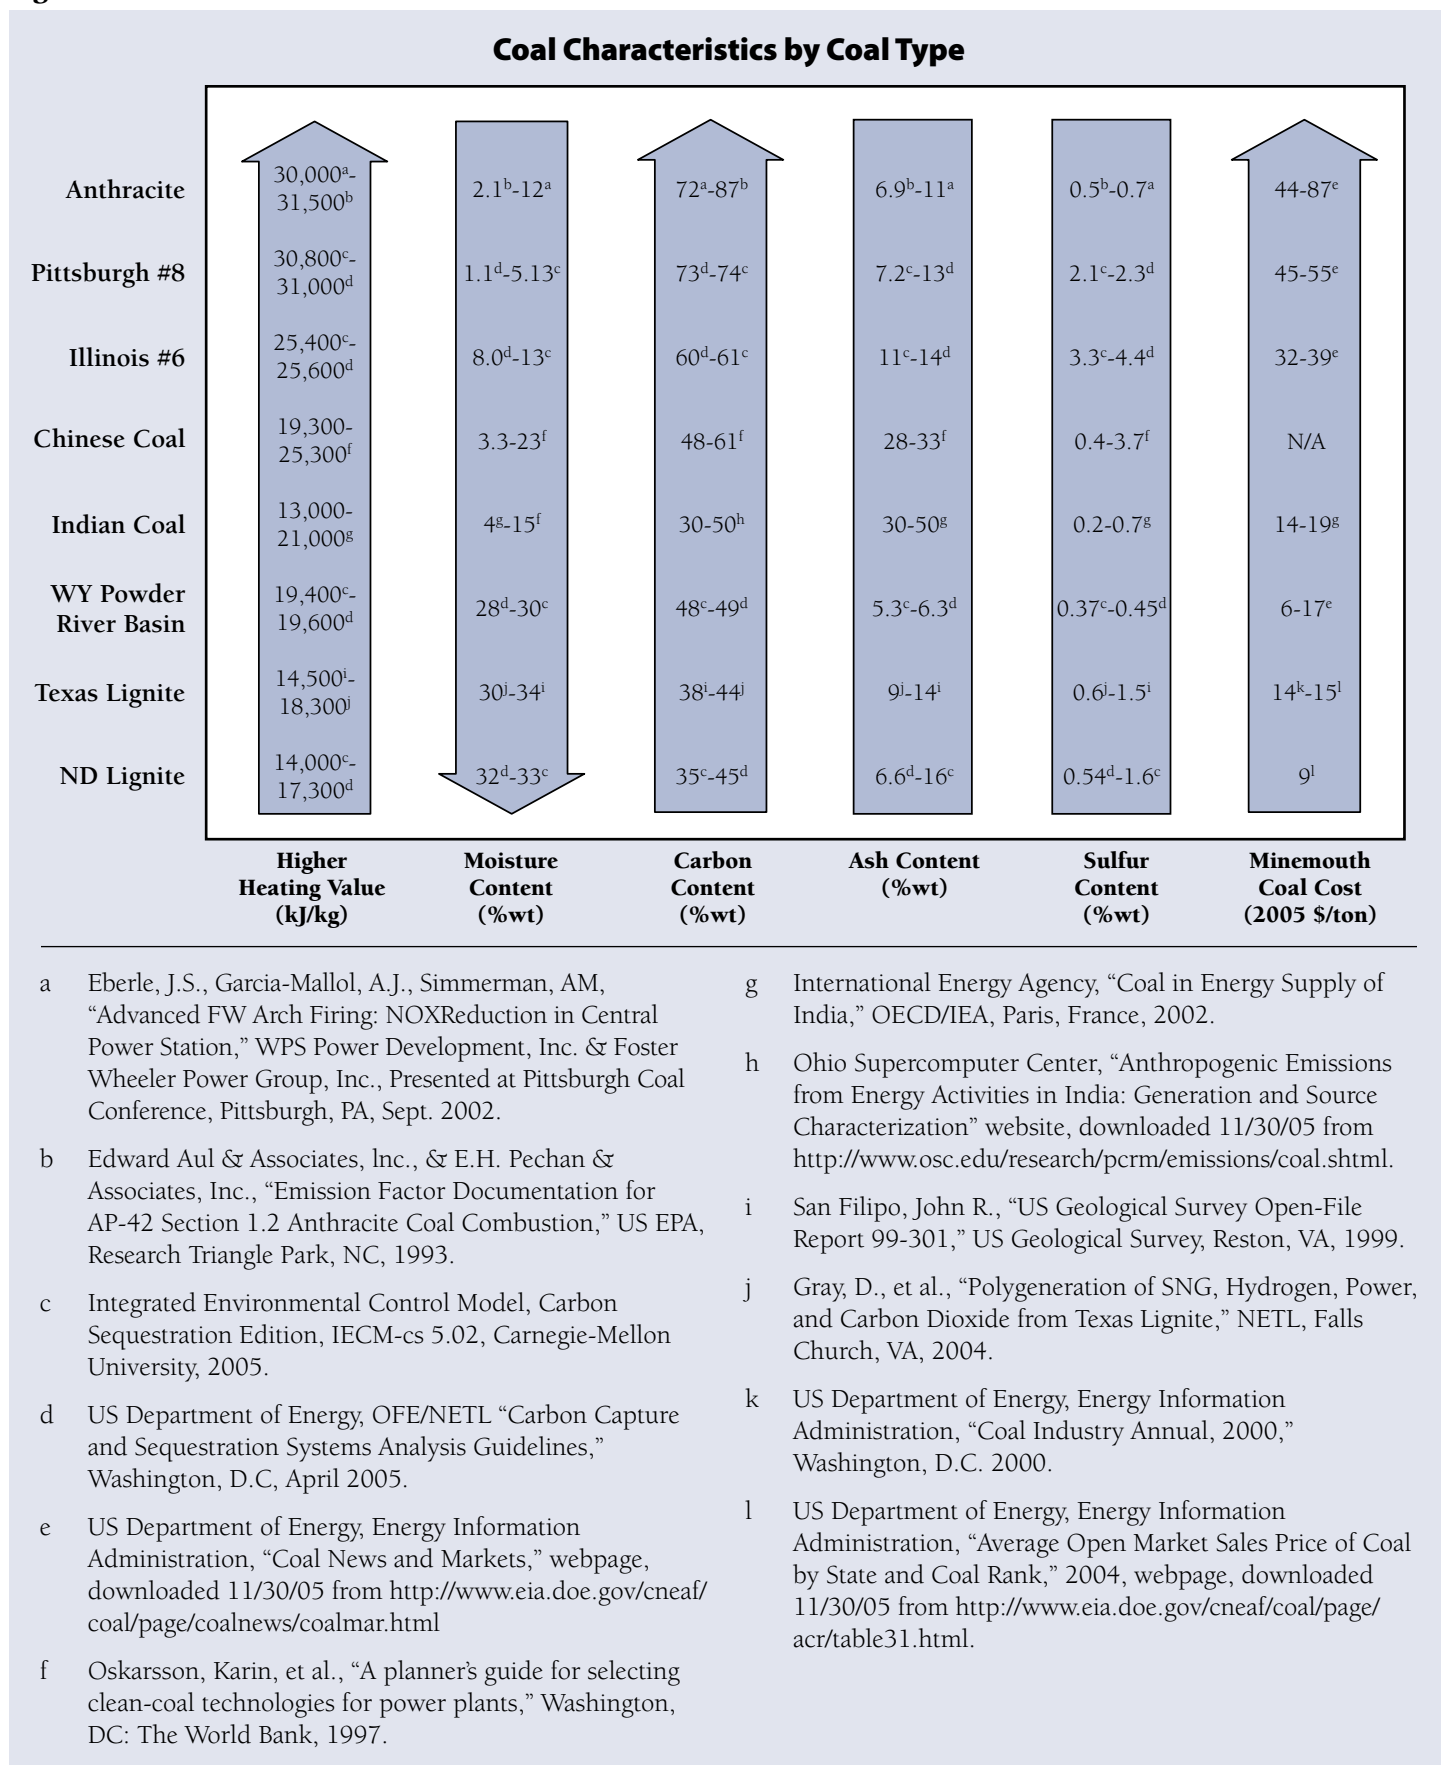 Coal Characteristics by Coal Type
Anthracite
30,000ᵃ-
31,500ᵇ
2.1ᵇ-12ᵃ
72ᵃ-87ᵇ
6.9ᵇ-11ᵃ
0.5ᵇ-0.7ᵃ
44-87ᵉ
Pittsburgh #8
30,800ᶜ-
31,000ᵈ
1.1ᵈ-5.13ᶜ
73ᵈ-74ᶜ
7.2ᶜ-13ᵈ
2.1ᶜ-2.3ᵈ
45-55ᵉ
Illinois #6
25,400ᶜ-
25,600ᵈ
8.0ᵈ-13ᶜ
60ᵈ-61ᶜ
11ᶜ-14ᵈ
3.3ᶜ-4.4ᵈ
32-39ᵉ
Chinese Coal
19,300-
25,300ᶠ
3.3-23ᶠ
48-61ᶠ
28-33ᶠ
0.4-3.7ᶠ
N/A
Indian Coal
13,000-
21,000ᵍ
4ᵍ-15ᶠ
30-50ʰ
30-50ᵍ
0.2-0.7ᵍ
14-19ᵍ
WY Powder
River Basin
19,400ᶜ-
19,600ᵈ
28ᵈ-30ᶜ
48ᶜ-49ᵈ
5.3ᶜ-6.3ᵈ
0.37ᶜ-0.45ᵈ
6-17ᵉ
Texas Lignite
14,500ⁱ-
18,300ʲ
30ʲ-34ⁱ
38ⁱ-44ʲ
9ʲ-14ⁱ
0.6ʲ-1.5ⁱ
14ᵏ-15ˡ
ND Lignite
14,000ᶜ-
17,300ᵈ
32ᵈ-33ᶜ
35ᶜ-45ᵈ
6.6ᵈ-16ᶜ
0.54ᵈ-1.6ᶜ
9ˡ
Higher
Heating Value
(kJ/kg)
Moisture
Content
(%wt)
Carbon
Content
(%wt)
Ash Content
(%wt)
Sulfur
Content
(%wt)
Minemouth
Coal Cost
(2005 $/ton)
a Eberle, J.S., Garcia-Mallol, A.J., Simmerman, AM,
“Advanced FW Arch Firing: NOXReduction in Central
Power Station,” WPS Power Development, Inc. & Foster
Wheeler Power Group, Inc., Presented at Pittsburgh Coal
Conference, Pittsburgh, PA, Sept. 2002.
b Edward Aul & Associates, lnc., & E.H. Pechan &
Associates, Inc., “Emission Factor Documentation for
AP-42 Section 1.2 Anthracite Coal Combustion,” US EPA,
Research Triangle Park, NC, 1993.
c Integrated Environmental Control Model, Carbon
Sequestration Edition, IECM-cs 5.02, Carnegie-Mellon
University, 2005.
d US Department of Energy, OFE/NETL “Carbon Capture
and Sequestration Systems Analysis Guidelines,”
Washington, D.C, April 2005.
e US Department of Energy, Energy Information
Administration, “Coal News and Markets,” webpage,
downloaded 11/30/05 from http://www.eia.doe.gov/cneaf/
coal/page/coalnews/coalmar.html
f Oskarsson, Karin, et al., “A planner’s guide for selecting
clean-coal technologies for power plants,” Washington,
DC: The World Bank, 1997.
g International Energy Agency, “Coal in Energy Supply of
India,” OECD/IEA, Paris, France, 2002.
h Ohio Supercomputer Center, “Anthropogenic Emissions
from Energy Activities in India: Generation and Source
Characterization” website, downloaded 11/30/05 from
http://www.osc.edu/research/pcrm/emissions/coal.shtml.
i San Filipo, John R., “US Geological Survey Open-File
Report 99-301,” US Geological Survey, Reston, VA, 1999.
j Gray, D., et al., “Polygeneration of SNG, Hydrogen, Power,
and Carbon Dioxide from Texas Lignite,” NETL, Falls
Church, VA, 2004.
k US Department of Energy, Energy Information
Administration, “Coal Industry Annual, 2000,”
Washington, D.C. 2000.
l US Department of Energy, Energy Information
Administration, “Average Open Market Sales Price of Coal
by State and Coal Rank,” 2004, webpage, downloaded
11/30/05 from http://www.eia.doe.gov/cneaf/coal/page/
acr/table31.html.